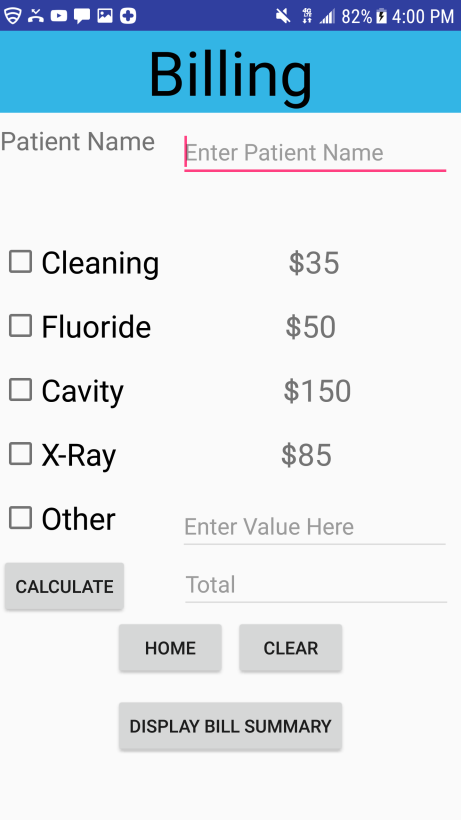 82% 4:00 PM
Billing
Patient Name Enter Patient Name
Cleaning $35
Fluoride $50
Cavity $150
X-Ray $85
Other Enter Value Here
CALCULATE Total
HOME CLEAR
DISPLAY BILL SUMMARY